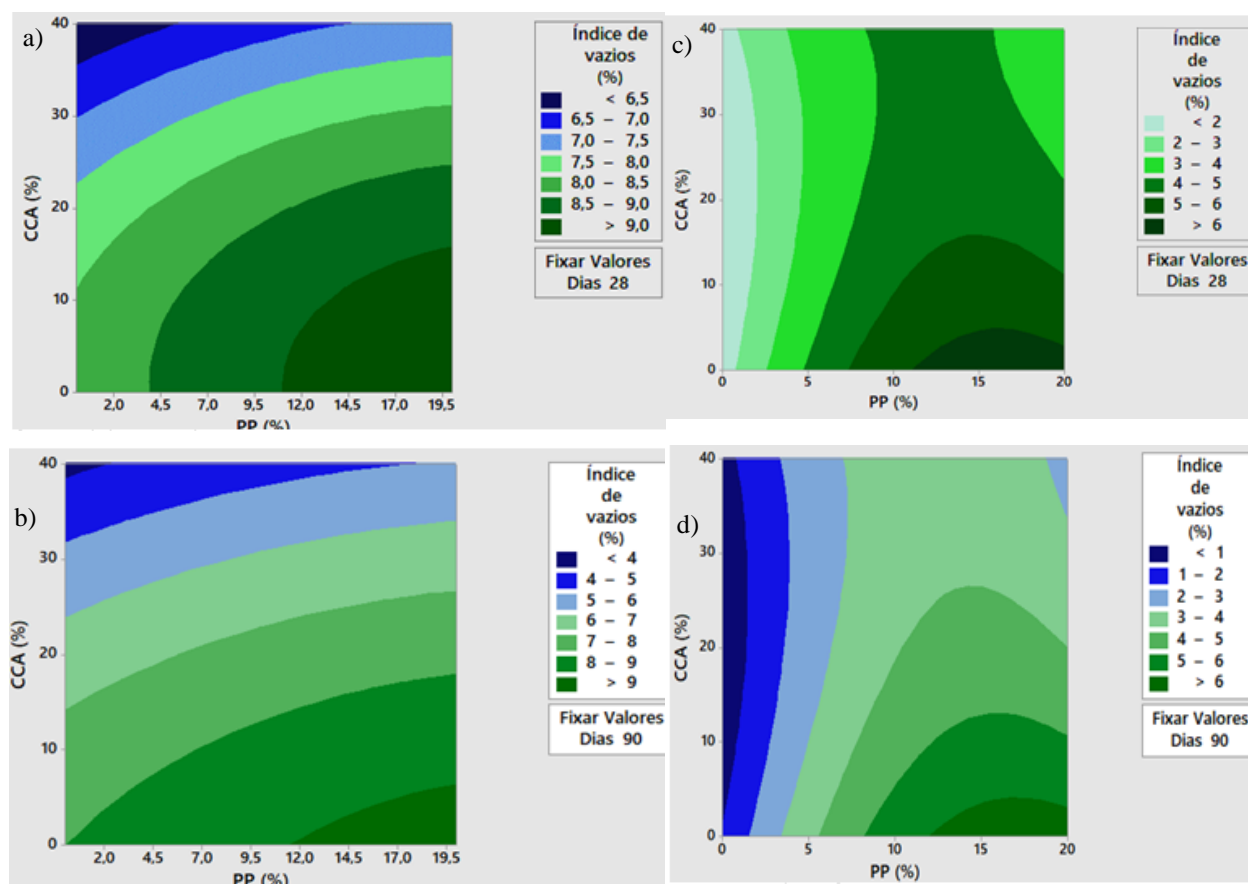 a)
40
30
20
10
0
CCA (%)
2,0 4,5 7,0 9,5 12,0 14,5 17,0 19,5
PP (%)
Índice de
vazios
(%)
< 6,5
6,5 – 7,0
7,0 – 7,5
7,5 – 8,0
8,0 – 8,5
8,5 – 9,0
> 9,0
Fixar Valores
Dias 28
c)
40
30
20
10
0
CCA (%)
0 5 10 15 20
PP (%)
Índice
de
vazios
(%)
< 2
2 – 3
3 – 4
4 – 5
5 – 6
> 6
Fixar Valores
Dias 28
b)
40
30
20
10
0
CCA (%)
2,0 4,5 7,0 9,5 12,0 14,5 17,0 19,5
PP (%)
Índice
de
vazios
(%)
< 4
4 – 5
5 – 6
6 – 7
7 – 8
8 – 9
> 9
Fixar Valores
Dias 90
d)
40
30
20
10
0
CCA (%)
0 5 10 15 20
PP (%)
Índice
de
vazios
(%)
< 1
1 – 2
2 – 3
3 – 4
4 – 5
5 – 6
> 6
Fixar Valores
Dias 90